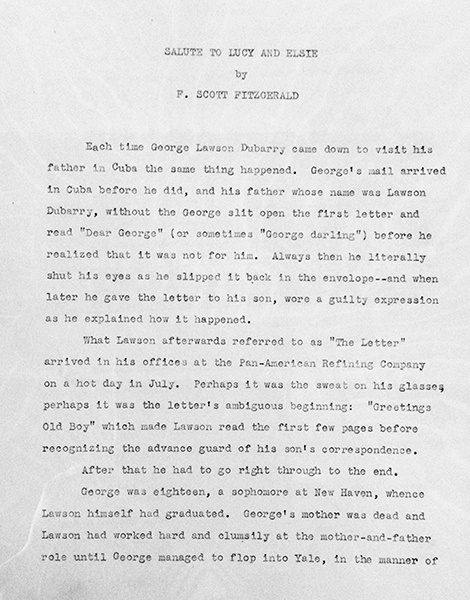 SALUTE TO LUCY AND ELSIE
by
F. SCOTT FITZGERALD
Each time George Lawson Dubarry came down to visit his
father in Cuba the same thing happened. George's mail arrived
in Cuba before he did, and his father whose name was Lawson
Dubarry, without the George slit open the first letter and
read "Dear George" (or sometimes "George darling") before he
realized that it was not for him. Always then he literally
shut his eyes as he slipped it back in the envelope--and when
later he gave the letter to his son, wore a guilty expression
as he explained how it happened.
What Lawson afterwards referred to as "The Letter"
arrived in his offices at the Pan-American Refining Company
on a hot day in July. Perhaps it was the sweat on his glasses,
perhaps it was the letter's ambiguous beginning: "Greetings
Old Boy" which made Lawson read the first few pages before
recognizing the advance guard of his son's correspondence.
After that he had to go right through to the end.
George was eighteen, a sophomore at New Haven, whence
Lawson himself had graduated. George's mother was dead and
Lawson had worked hard and clumsily at the mother-and-father
role until George managed to flop into Yale, in the manner of